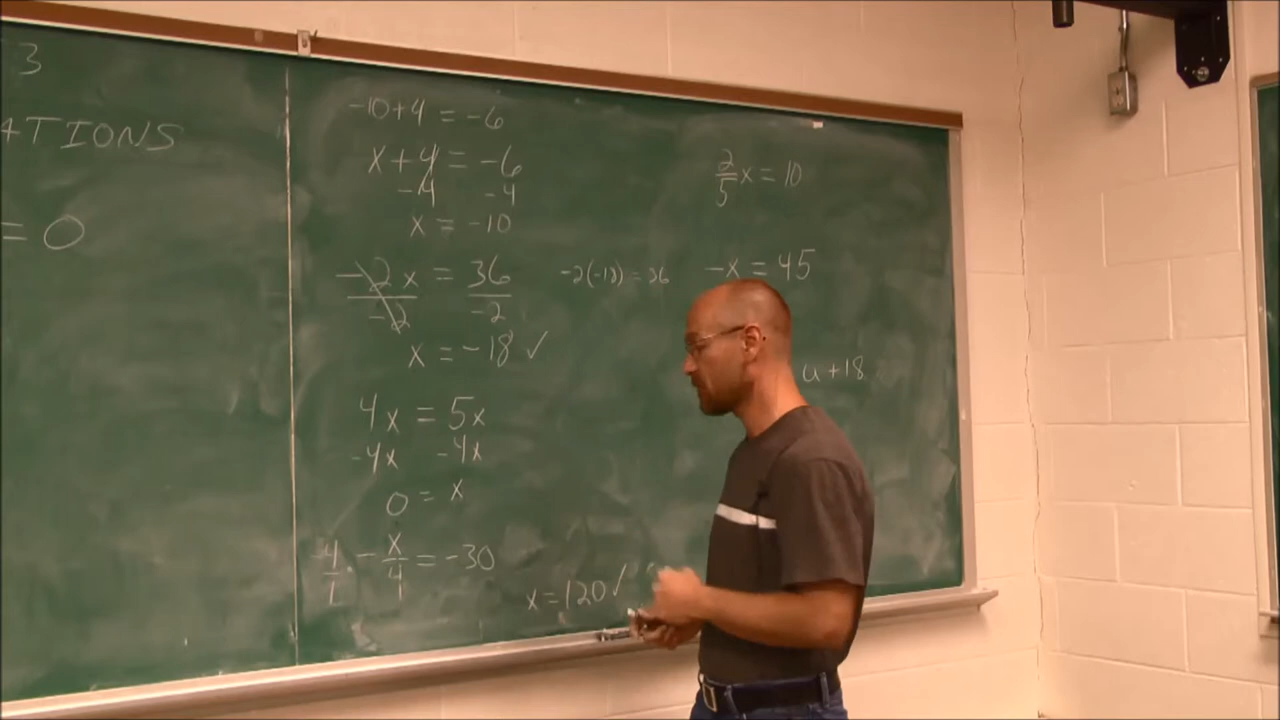 3
ATIONS
= 0
-10+4 = -6
x+4 = -6
-4 -4
x = -10
-2x = 36
-2 -2
x = -18 ✓
-2(-18) = 36
4x = 5x
-4x -4x
0 = x
-4/1 · -x/4 = -30
x = 120 ✓
2/5 x = 10
-x = 45
u + 18